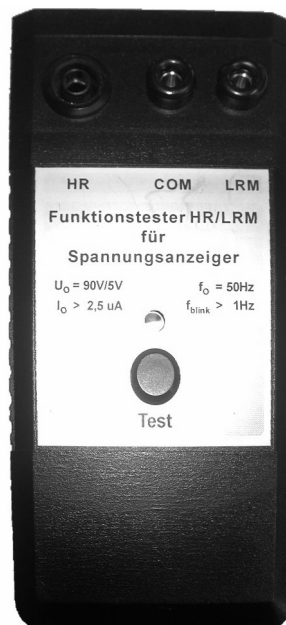 HR COM LRM
Funktionstester HR/LRM
für
Spannungsanzeiger
U₀ = 90V/5V f₀ = 50Hz
I₀ > 2,5 uA f_blink > 1Hz
Test